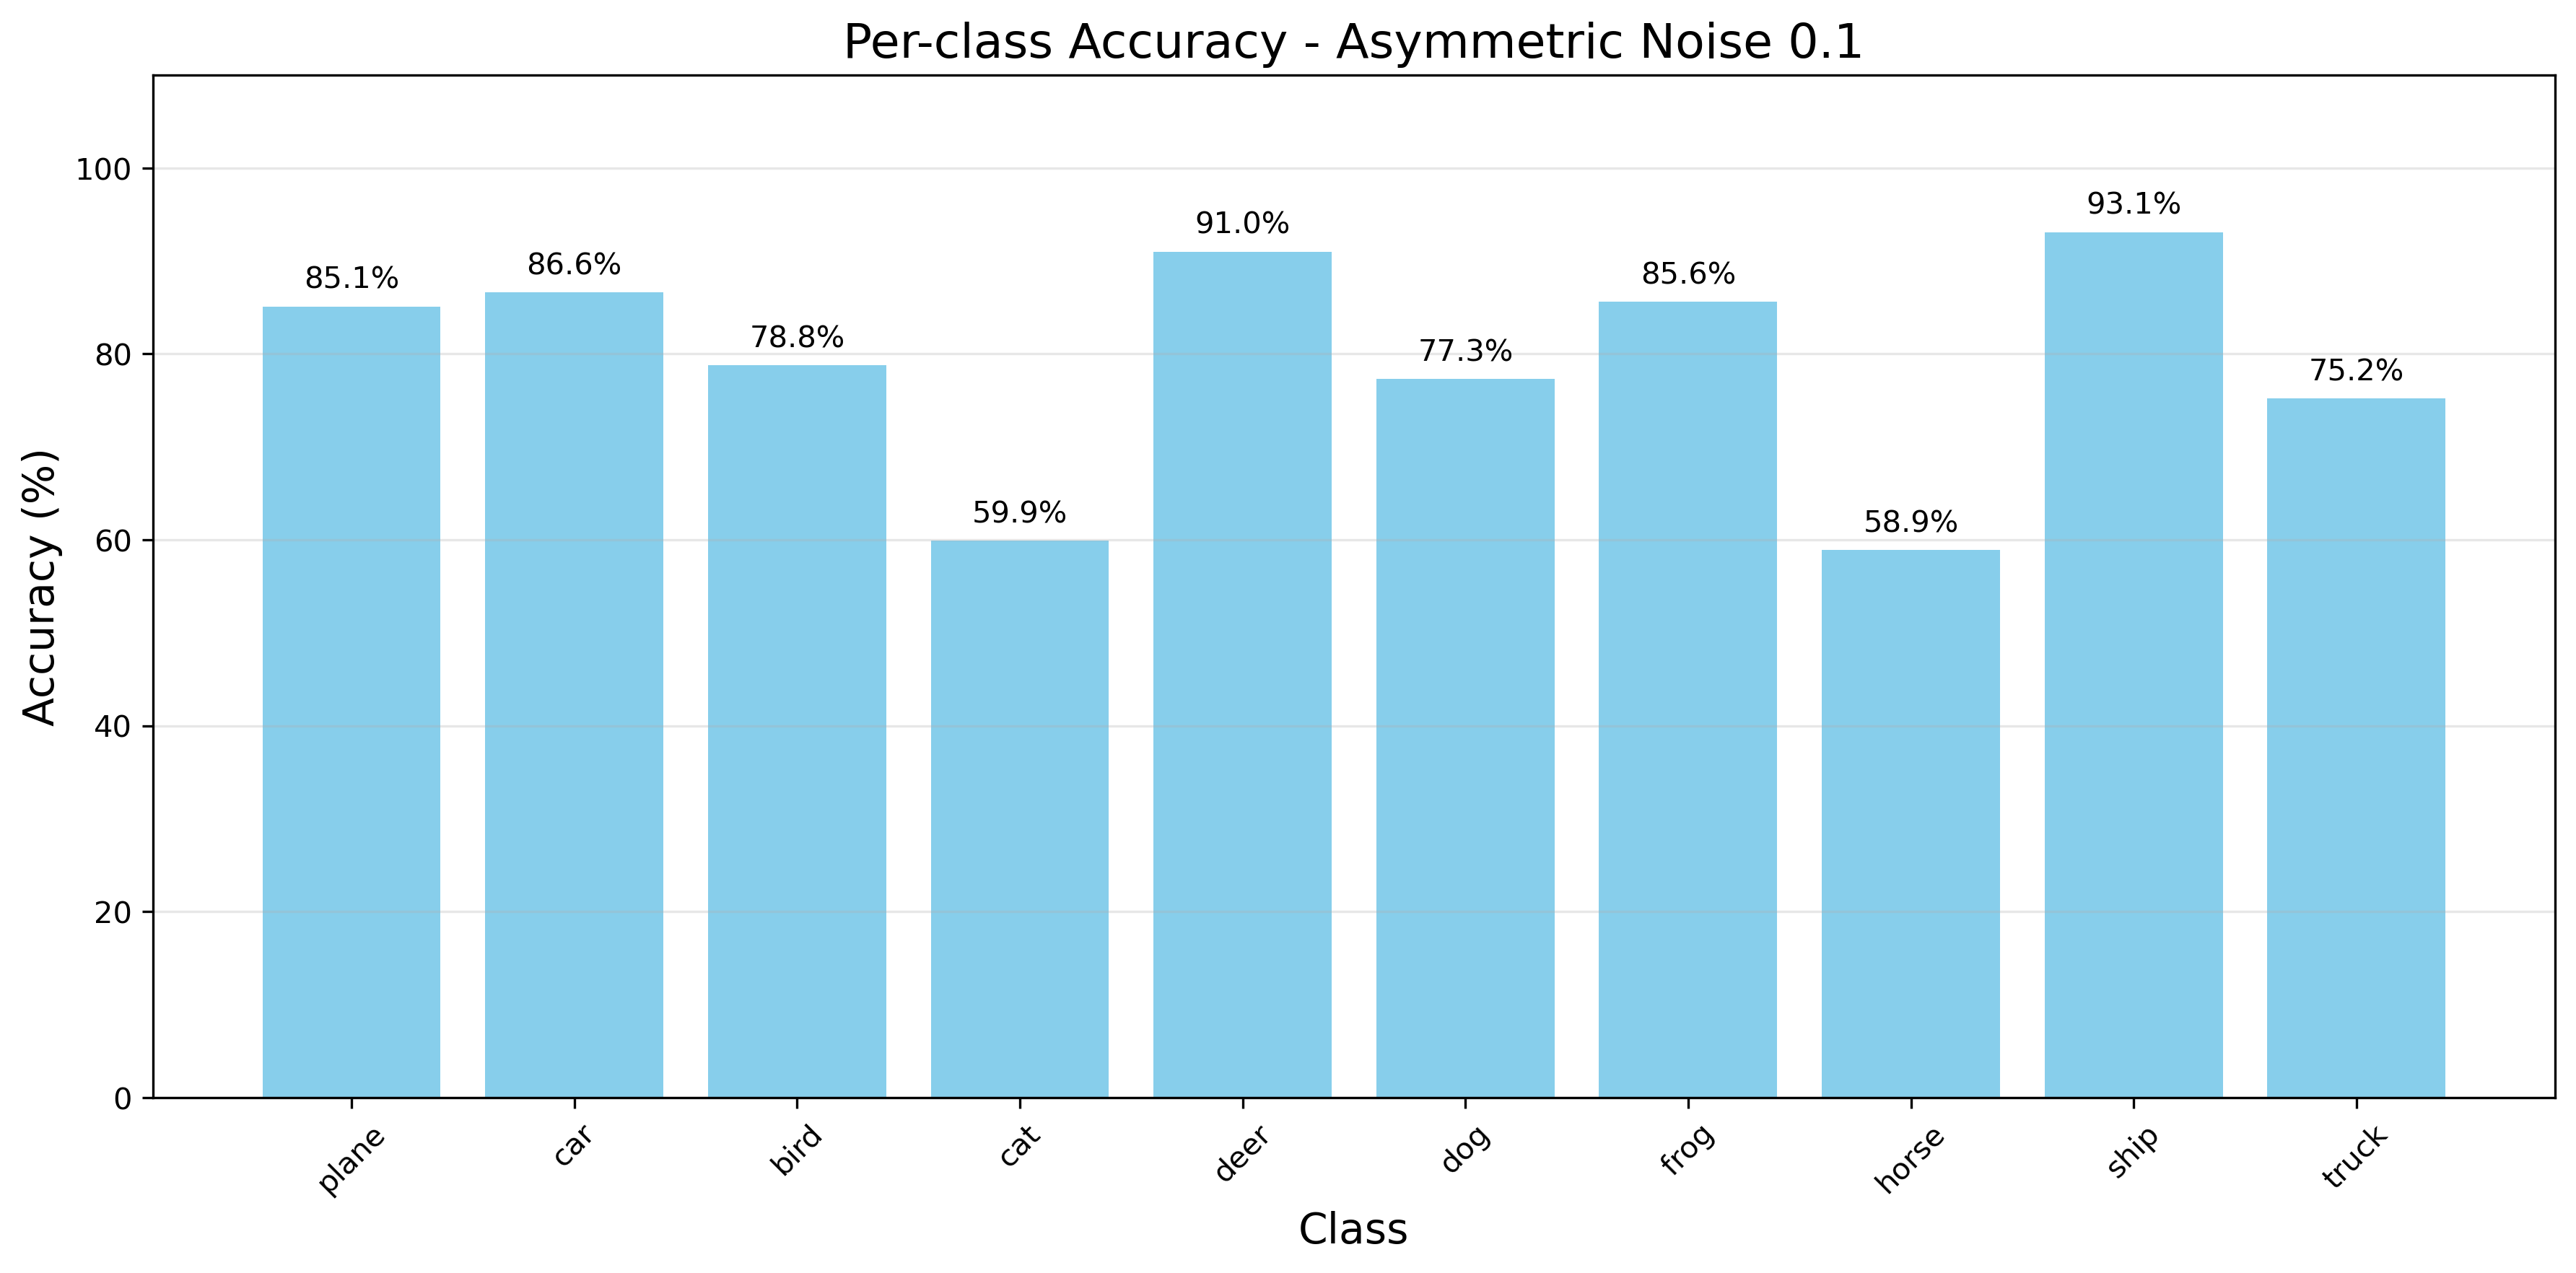 Per-class Accuracy - Asymmetric Noise 0.1
Accuracy (%)
100
80
60
40
20
0
85.1%
86.6%
78.8%
59.9%
91.0%
77.3%
85.6%
58.9%
93.1%
75.2%
plane
car
bird
cat
deer
dog
frog
horse
ship
truck
Class